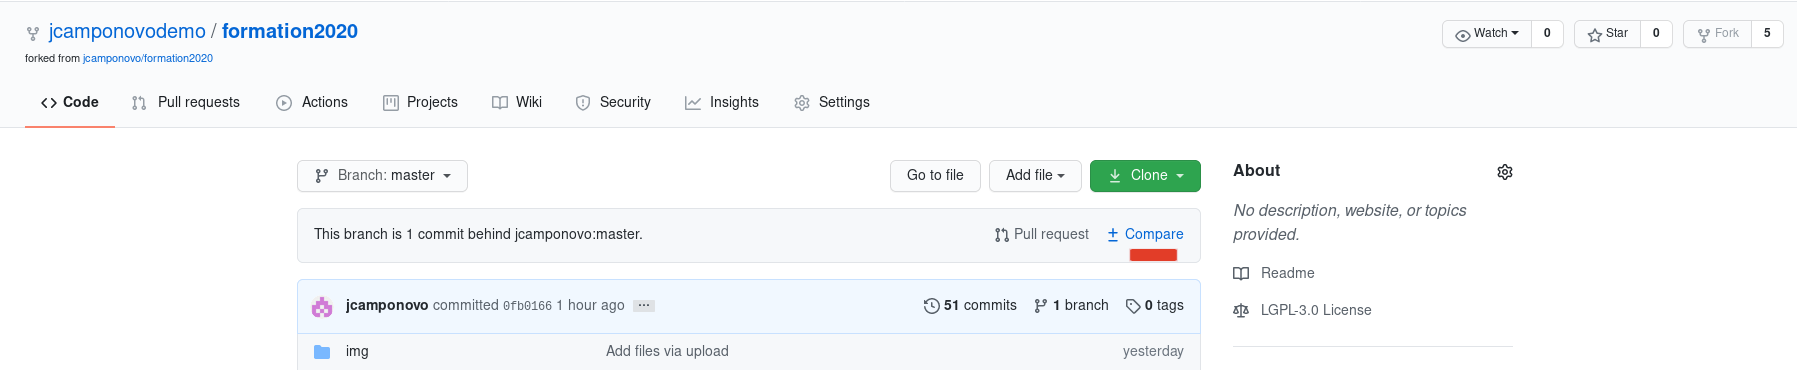 jcamponovodemo / formation2020
Watch 0 Star 0 Fork 5
forked from jcamponovo/formation2020
Code Pull requests Actions Projects Wiki Security Insights Settings
Branch: master Go to file Add file Clone
This branch is 1 commit behind jcamponovo:master. Pull request Compare
jcamponovo committed 0fb0166 1 hour ago ... 51 commits 1 branch 0 tags
img Add files via upload yesterday
About
No description, website, or topics
provided.
Readme
LGPL-3.0 License